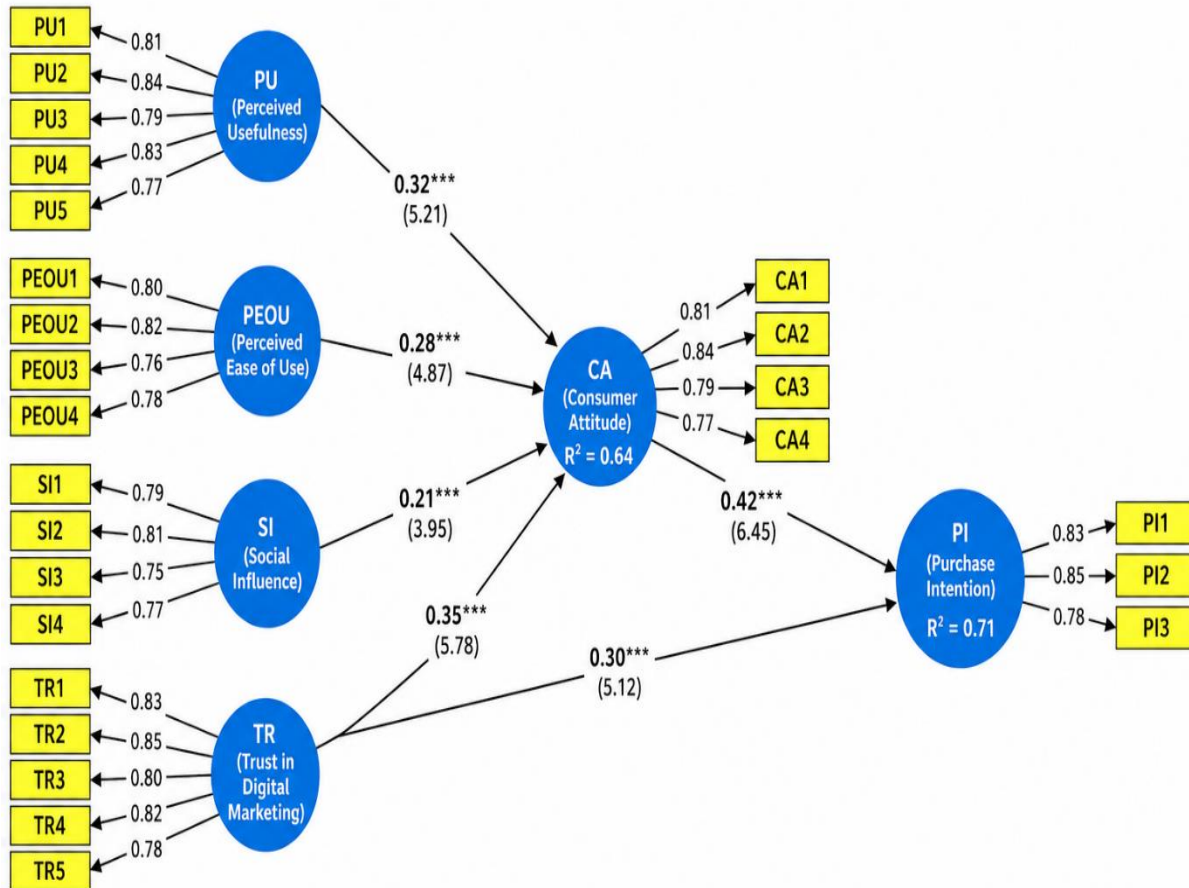 PU1
0.81
PU2
0.84
PU3
0.79
PU4
0.83
PU5
0.77
PU
(Perceived
Usefulness)
0.32***
(5.21)
PEOU1
0.80
PEOU2
0.82
PEOU3
0.76
PEOU4
0.78
PEOU
(Perceived
Ease of Use)
0.28***
(4.87)
SI1
0.79
SI2
0.81
SI3
0.75
SI4
0.77
SI
(Social
Influence)
0.21***
(3.95)
TR1
0.83
TR2
0.85
TR3
0.80
TR4
0.82
TR5
0.78
TR
(Trust in
Digital
Marketing)
0.35***
(5.78)
0.30***
(5.12)
CA
(Consumer
Attitude)
R² = 0.64
0.81
CA1
0.84
CA2
0.79
CA3
0.77
CA4
0.42***
(6.45)
PI
(Purchase
Intention)
R² = 0.71
0.83
PI1
0.85
PI2
0.78
PI3